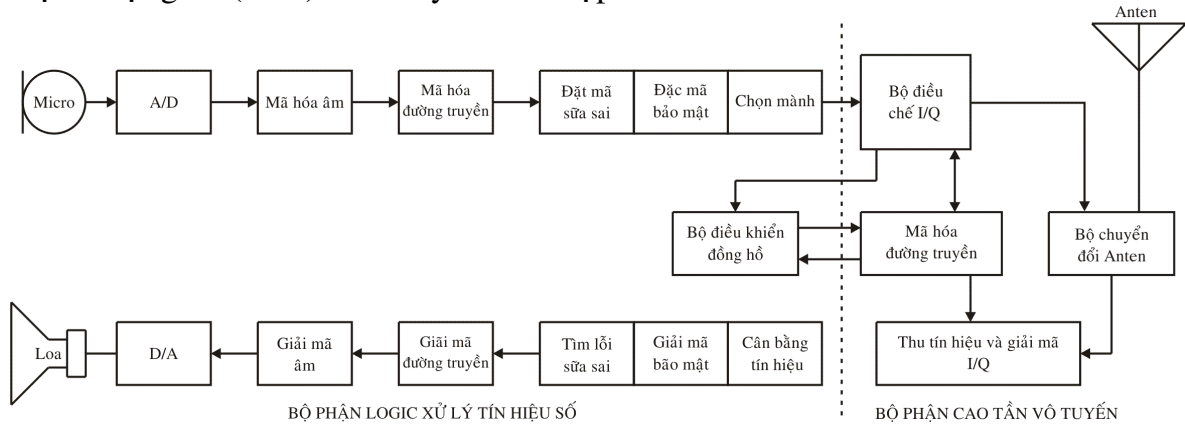 Anten
Micro
A/D
Mã hóa âm
Mã hóa
đường truyền
Đặt mã
sữa sai
Đặc mã
bảo mật
Chọn mành
Bộ điều
chế I/Q
Bộ điều khiển
đồng hồ
Mã hóa
đường truyền
Bộ chuyển
đổi Anten
Loa
D/A
Giải mã
âm
Giãi mã
đường truyền
Tìm lỗi
sữa sai
Giải mã
bão mật
Cân bằng
tín hiệu
Thu tín hiệu và giải mã
I/Q
BỘ PHẬN LOGIC XỬ LÝ TÍN HIỆU SỐ
BỘ PHẬN CAO TẦN VÔ TUYẾN